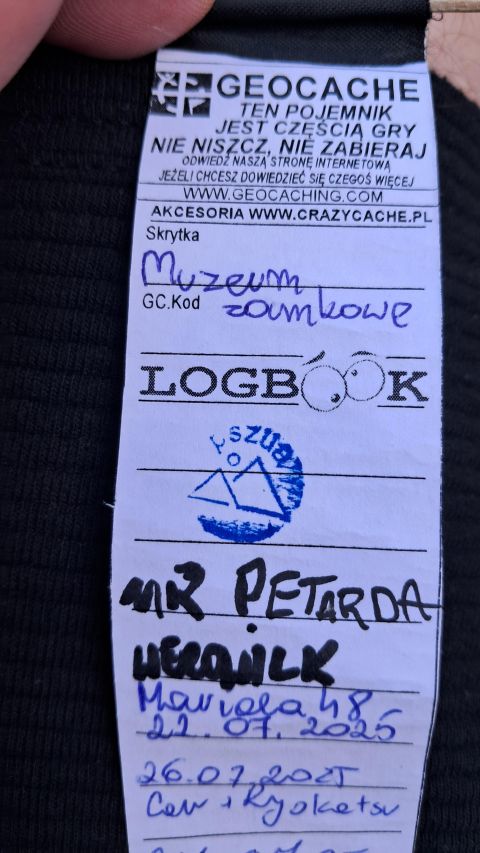 GEOCACHE
TEN POJEMNIK
JEST CZĘŚCIĄ GRY
NIE NISZCZ, NIE ZABIERAJ
ODWIEDŹ NASZĄ STRONĘ INTERNETOWĄ
JEŻELI CHCESZ DOWIEDZIEĆ SIĘ CZEGOŚ WIĘCEJ
WWW.GEOCACHING.COM
AKCESORIA WWW.CRAZYCACHE.PL
Skrytka
Muzeum
GC.Kod
zamkowe
LOGBOOK
MR PETARDA
Mariola48
22.07.2025
26.07.2025